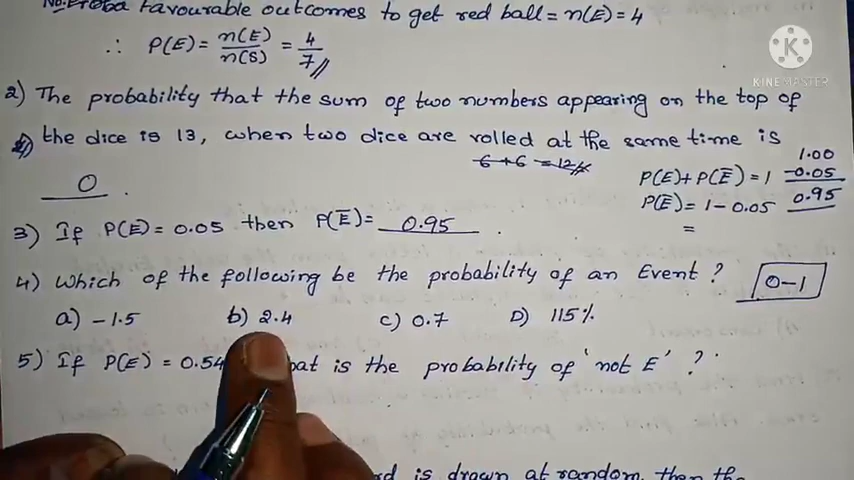 No. Proba favourable outcomes to get red ball = n(E) = 4
∴ P(E) = n(E)/n(S) = 4/7 //
K
KINEMASTER
2) The probability that the sum of two numbers appearing on the top of
the dice is 13, when two dice are rolled at the same time is
6+6 = 12
0 .
P(E) + P(E̅) = 1
P(E̅) = 1 - 0.05
=
1.00
-0.05
0.95
3) If P(E) = 0.05 then P(E̅) = 0.95 .
4) Which of the following be the probability of an Event ?
0-1
a) -1.5 b) 2.4 c) 0.7 D) 115%
5) If P(E) = 0.54 is the probability of 'not E' ?
is drawn at random, then the